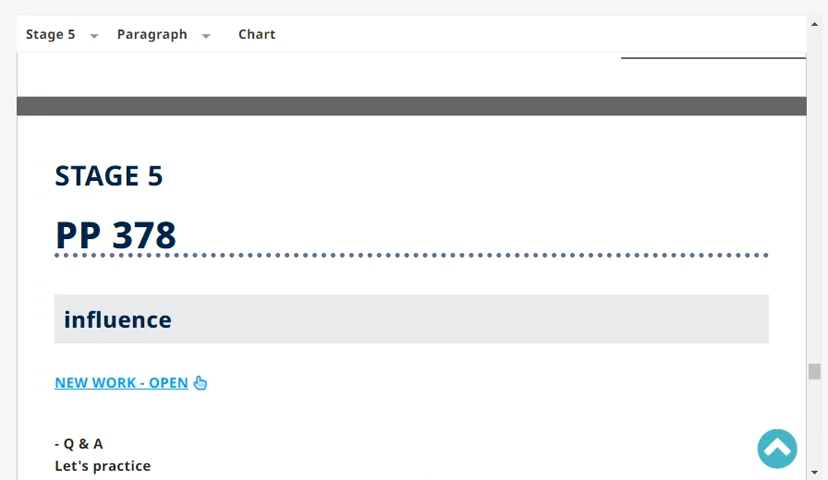 Stage 5 Paragraph Chart
STAGE 5
PP 378
influence
NEW WORK - OPEN
- Q & A
Let's practice